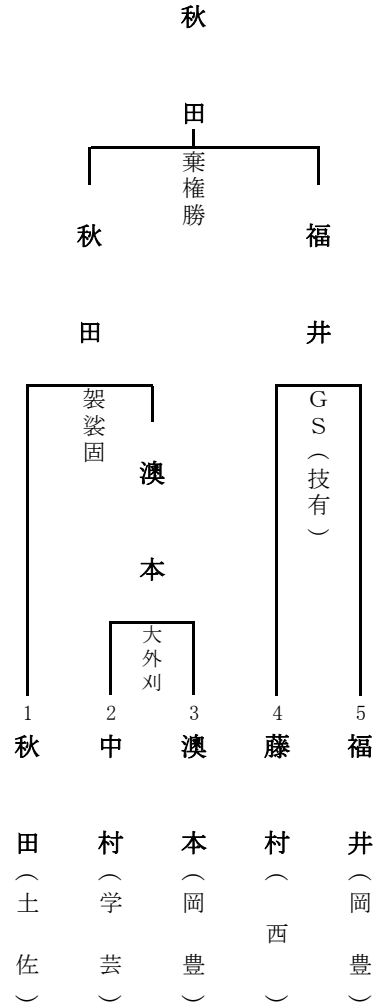 秋田
棄権勝
秋田
福井
袈裟固
GS（技有）
澳本
大外刈
1
2
3
4
5
秋田（土佐）
中村（学芸）
澳本（岡豊）
藤村（西）
福井（岡豊）